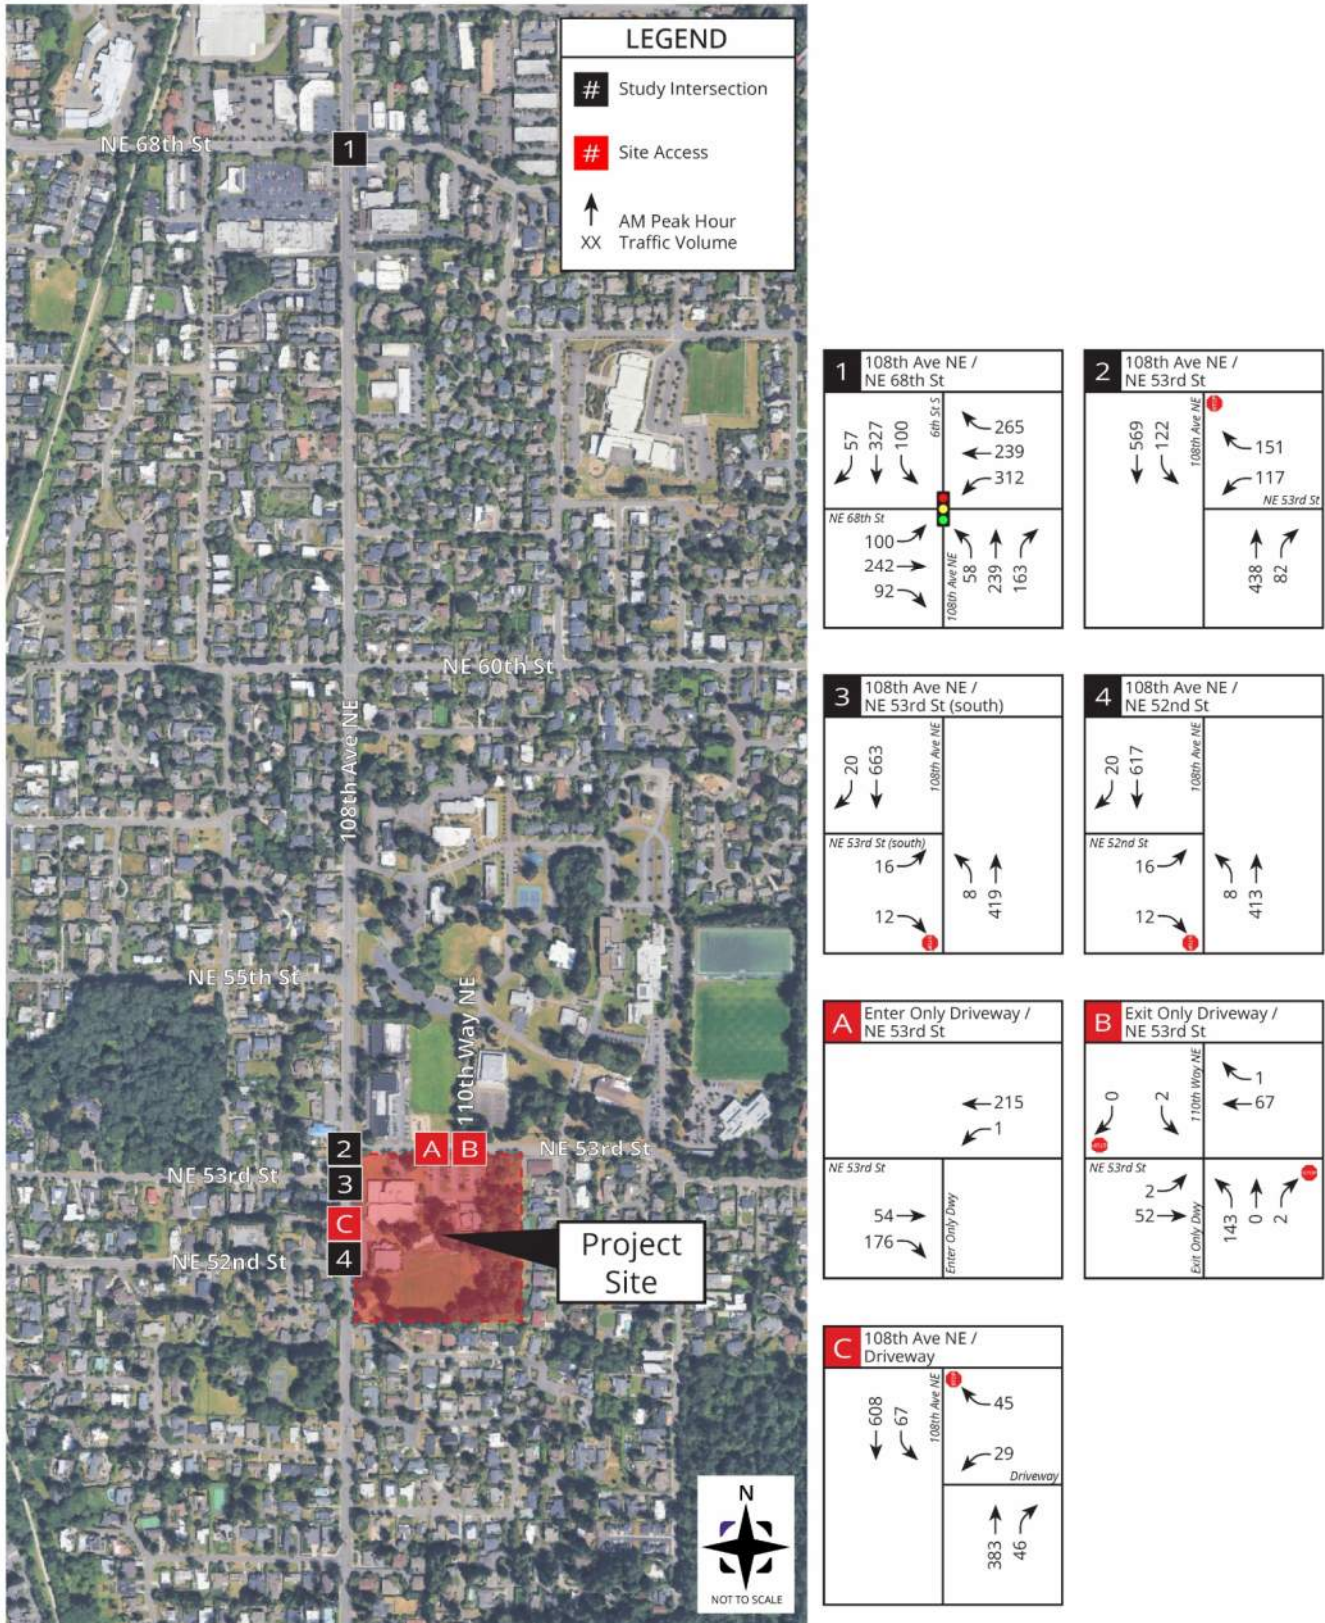 LEGEND
# Study Intersection
# Site Access
AM Peak Hour
XX Traffic Volume
NE 68th St
1
NE 60th St
108th Ave NE
NE 55th St
110th Way NE
2
A
B
NE 53rd St
NE 53rd St
3
C
NE 52nd St
4
Project
Site
N
NOT TO SCALE
1 108th Ave NE /
NE 68th St
57
327
100
6th St S
265
239
312
NE 68th St
100
242
92
108th Ave NE
58
239
163
2 108th Ave NE /
NE 53rd St
569
122
108th Ave NE
151
117
NE 53rd St
438
82
3 108th Ave NE /
NE 53rd St (south)
20
663
108th Ave NE
NE 53rd St (south)
16
12
8
419
4 108th Ave NE /
NE 52nd St
20
617
108th Ave NE
NE 52nd St
16
12
8
413
A Enter Only Driveway /
NE 53rd St
215
1
NE 53rd St
54
176
Enter Only Dwy
B Exit Only Driveway /
NE 53rd St
0
2
110th Way NE
1
67
NE 53rd St
2
52
Exit Only Dwy
143
0
2
C 108th Ave NE /
Driveway
608
67
108th Ave NE
45
29
Driveway
383
46